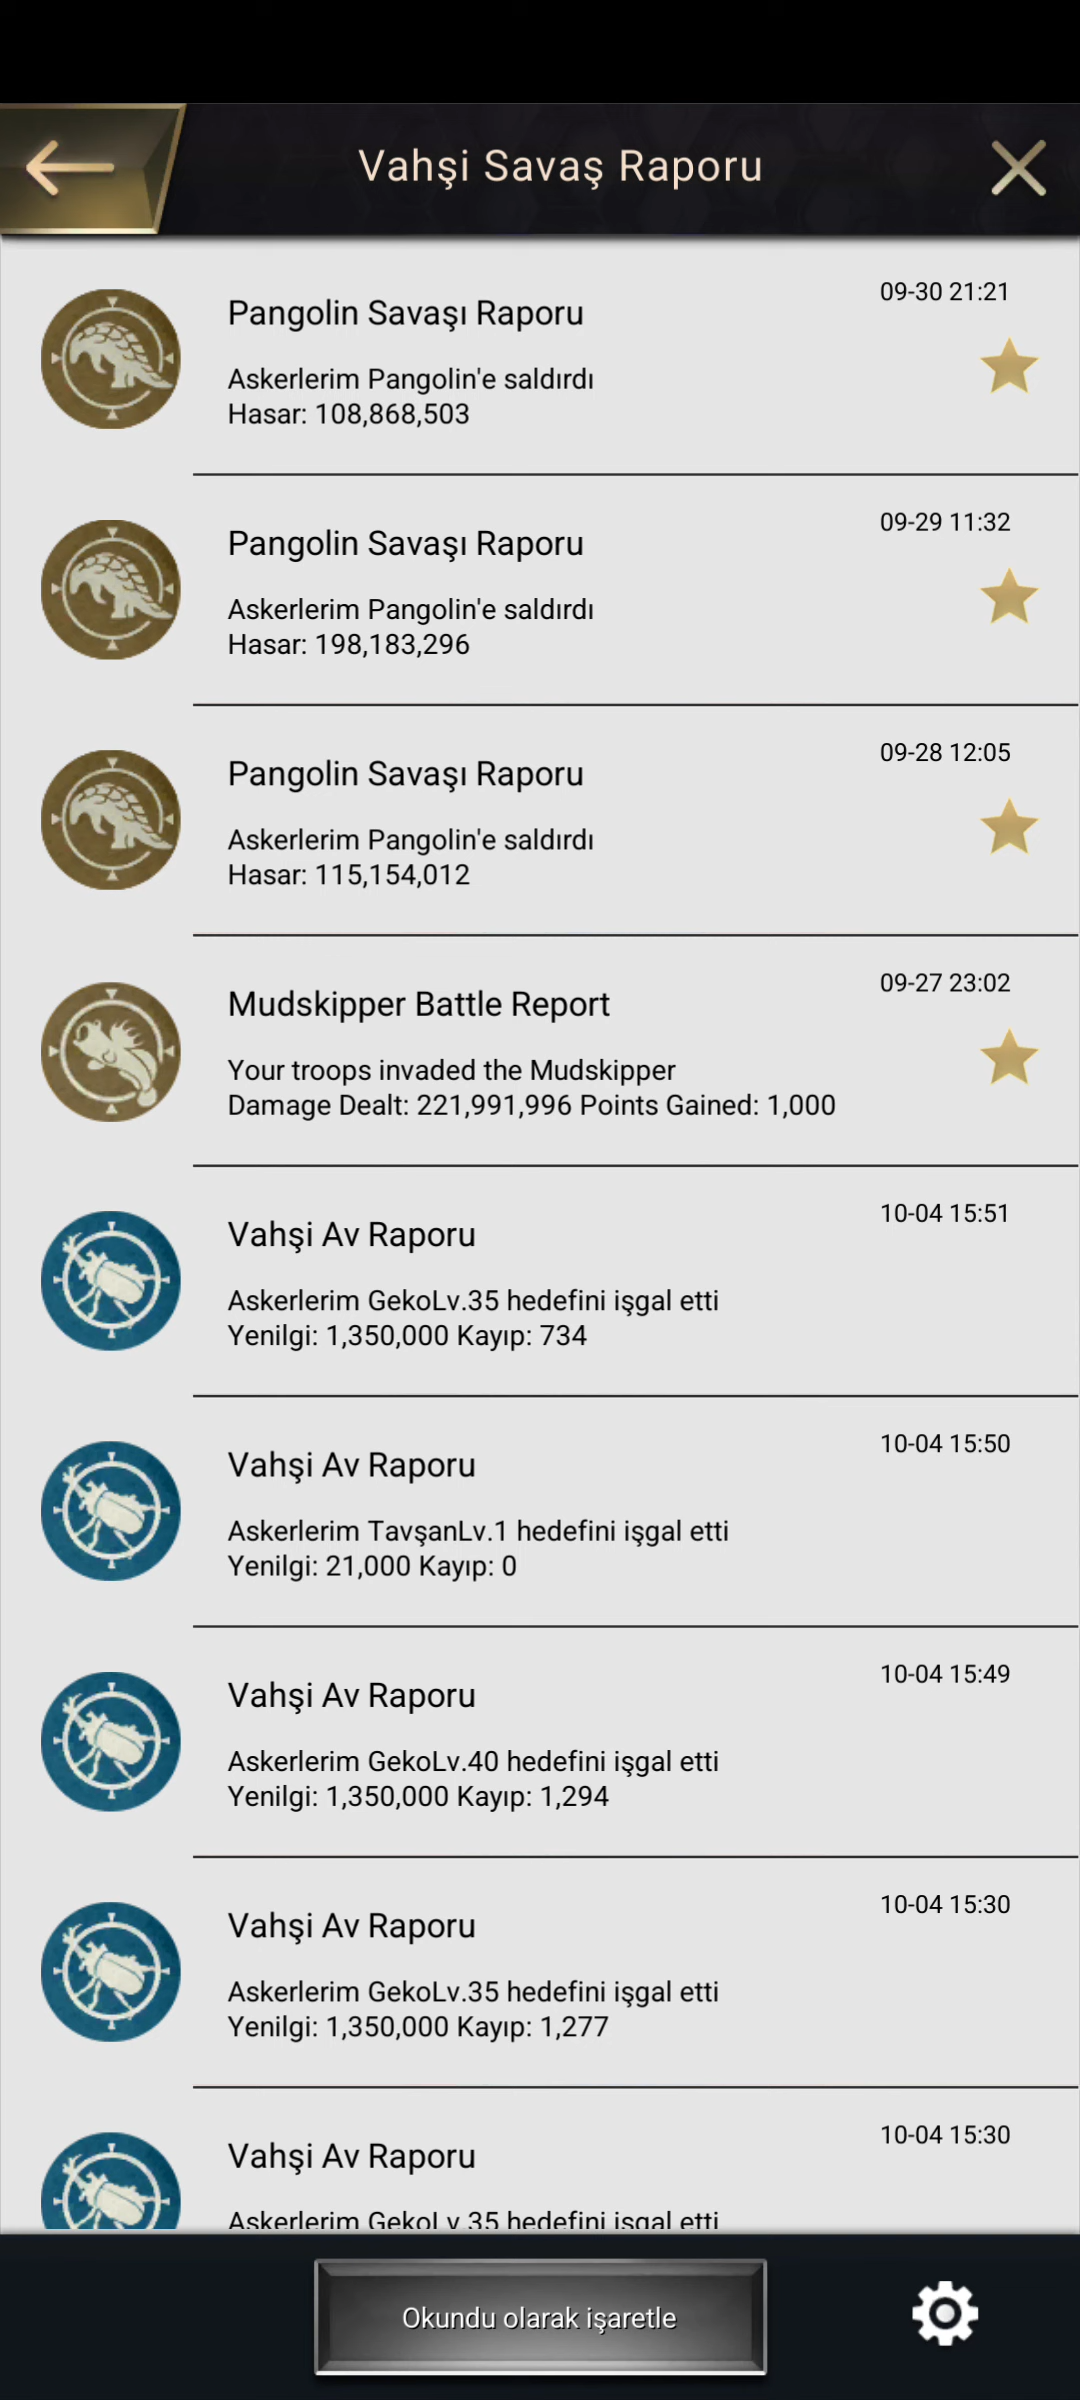 Vahşi Savaş Raporu
09-30 21:21
Pangolin Savaşı Raporu
Askerlerim Pangolin'e saldırdı
Hasar: 108,868,503
09-29 11:32
Pangolin Savaşı Raporu
Askerlerim Pangolin'e saldırdı
Hasar: 198,183,296
09-28 12:05
Pangolin Savaşı Raporu
Askerlerim Pangolin'e saldırdı
Hasar: 115,154,012
09-27 23:02
Mudskipper Battle Report
Your troops invaded the Mudskipper
Damage Dealt: 221,991,996 Points Gained: 1,000
10-04 15:51
Vahşi Av Raporu
Askerlerim GekoLv.35 hedefini işgal etti
Yenilgi: 1,350,000 Kayıp: 734
10-04 15:50
Vahşi Av Raporu
Askerlerim TavşanLv.1 hedefini işgal etti
Yenilgi: 21,000 Kayıp: 0
10-04 15:49
Vahşi Av Raporu
Askerlerim GekoLv.40 hedefini işgal etti
Yenilgi: 1,350,000 Kayıp: 1,294
10-04 15:30
Vahşi Av Raporu
Askerlerim GekoLv.35 hedefini işgal etti
Yenilgi: 1,350,000 Kayıp: 1,277
10-04 15:30
Vahşi Av Raporu
Askerlerim GekoLv.35 hedefini işgal etti
Okundu olarak işaretle